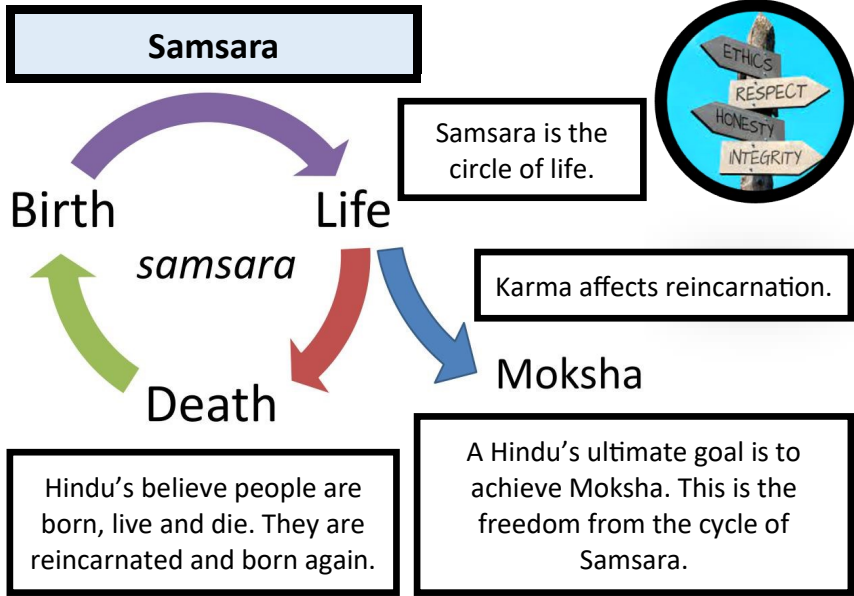 Samsara
ETHICS
RESPECT
HONESTY
INTEGRITY
Samsara is the
circle of life.
Birth
Life
samsara
Karma affects reincarnation.
Moksha
Death
Hindu’s believe people are
born, live and die. They are
reincarnated and born again.
A Hindu’s ultimate goal is to
achieve Moksha. This is the
freedom from the cycle of
Samsara.